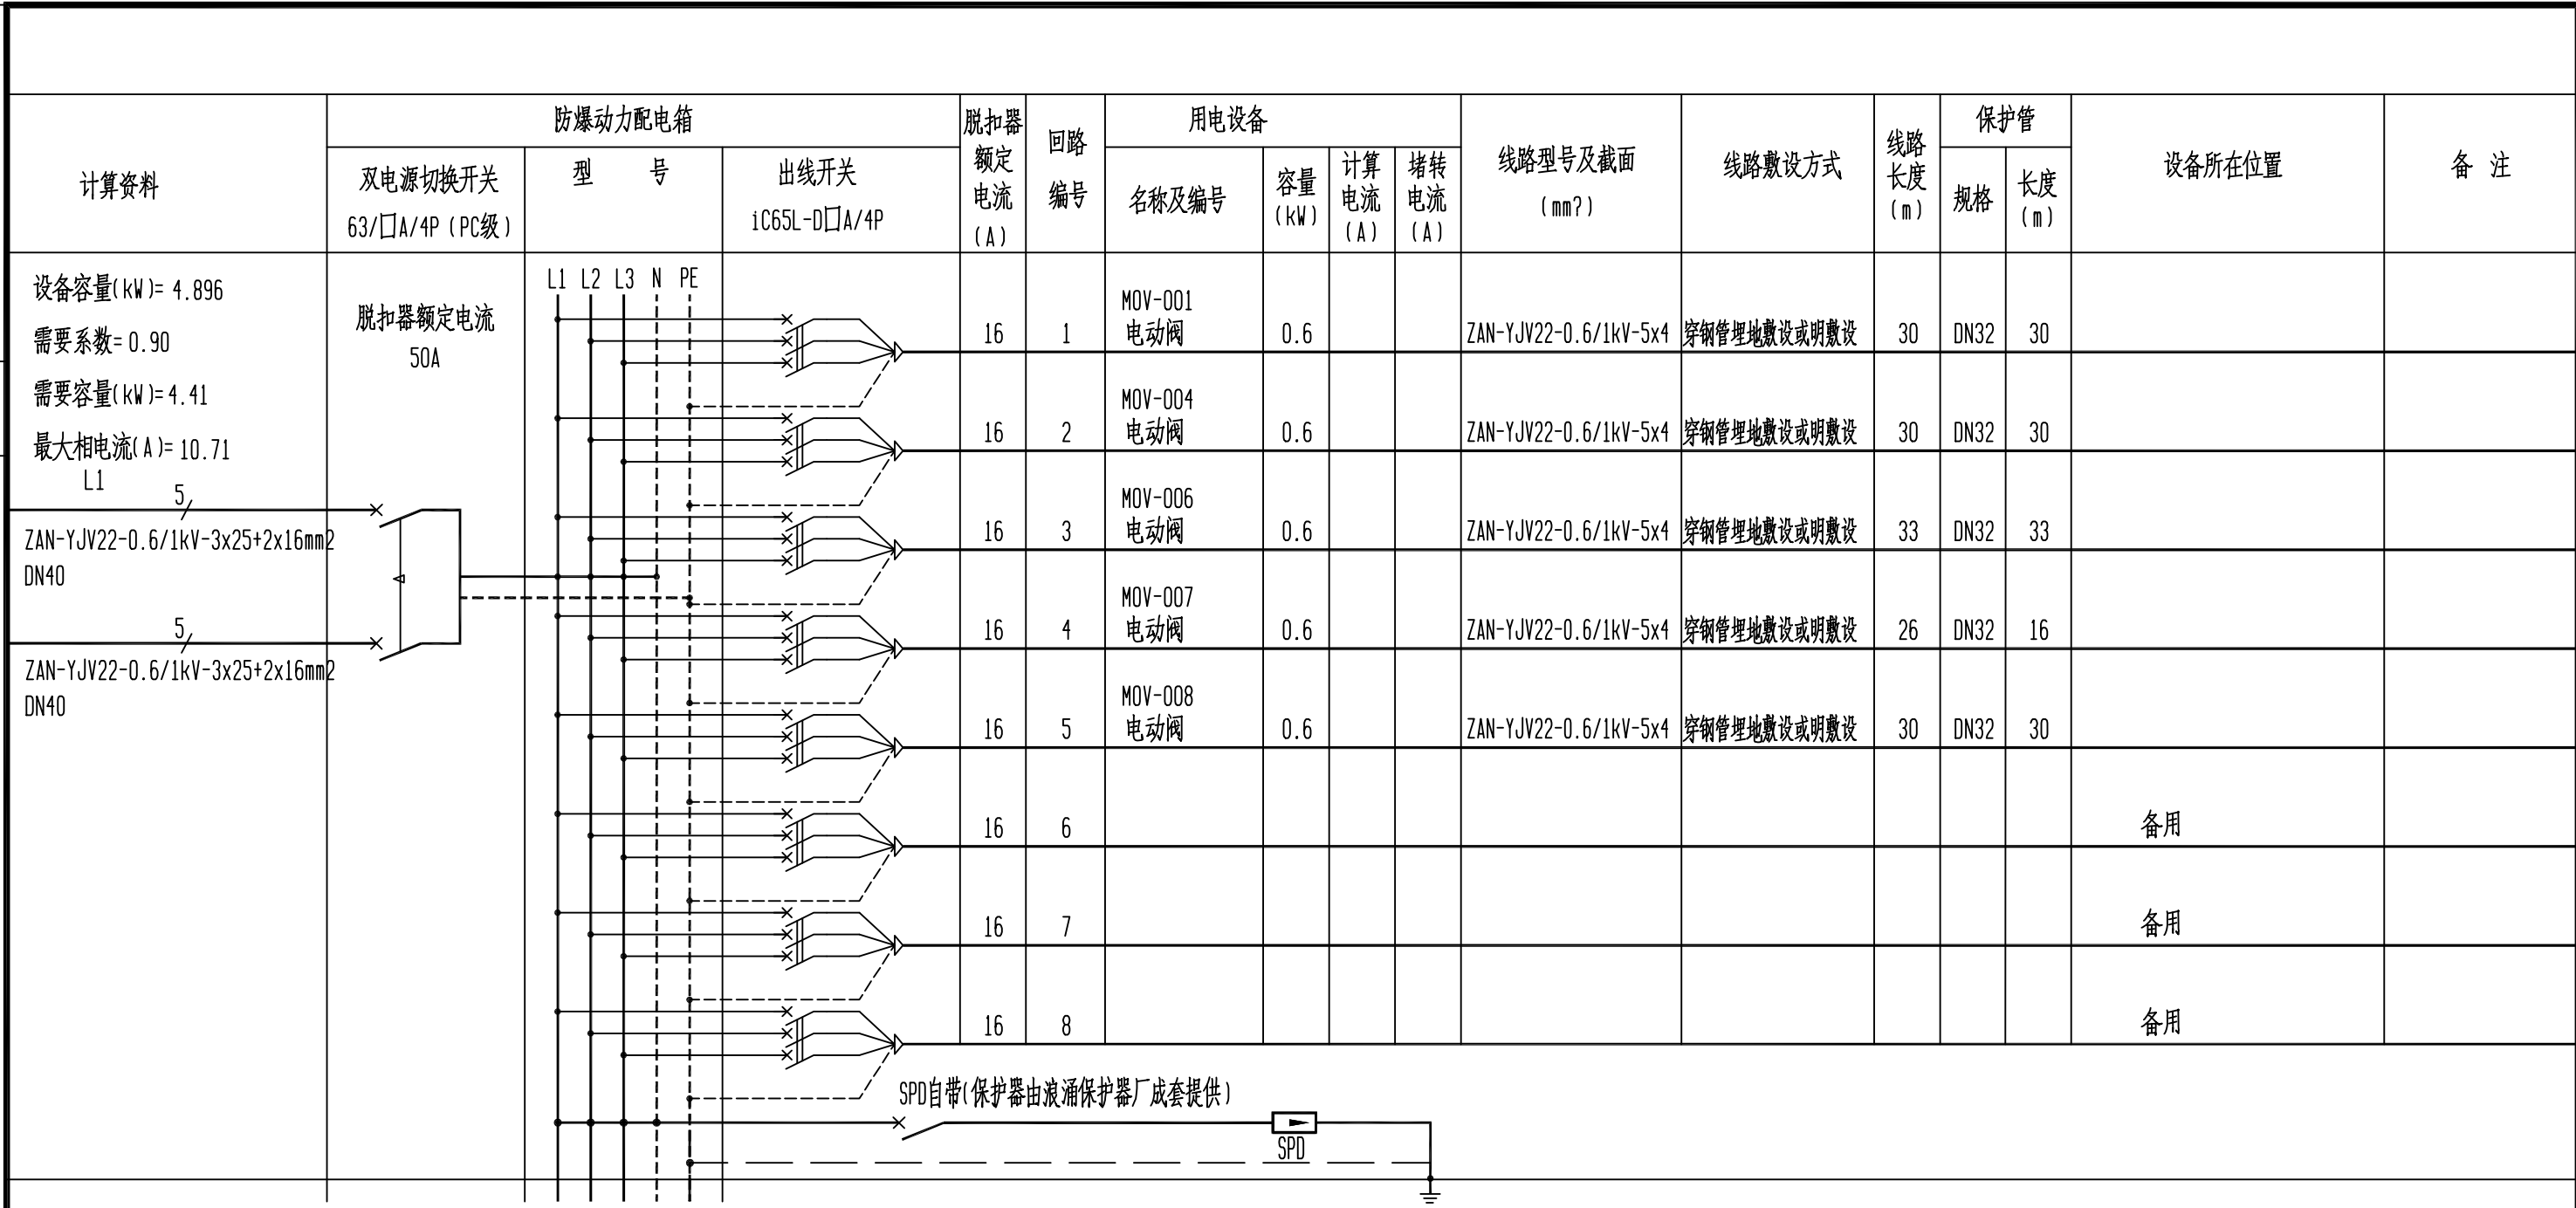 防爆动力配电箱
用电设备
保护管
计算资料
双电源切换开关
63/口A/4P (PC级)
型 号
出线开关
iC65L-D口A/4P
脱扣器
额定
电流
(A)
回路
编号
名称及编号
容量
(kW)
计算
电流
(A)
堵转
电流
(A)
线路型号及截面
(mm?)
线路敷设方式
线路
长度
(m)
规格
长度
(m)
设备所在位置
备 注
设备容量(kW)= 4.896
需要系数= 0.90
需要容量(kW)= 4.41
最大相电流(A)= 10.71
L1
5
ZAN-YJV22-0.6/1kV-3x25+2x16mm2
DN40
5
ZAN-YJV22-0.6/1kV-3x25+2x16mm2
DN40
脱扣器额定电流
50A
L1 L2 L3 N PE
MOV-001
16 1 电动阀 0.6 ZAN-YJV22-0.6/1kV-5x4 穿钢管埋地敷设或明敷设 30 DN32 30
MOV-004
16 2 电动阀 0.6 ZAN-YJV22-0.6/1kV-5x4 穿钢管埋地敷设或明敷设 30 DN32 30
MOV-006
16 3 电动阀 0.6 ZAN-YJV22-0.6/1kV-5x4 穿钢管埋地敷设或明敷设 33 DN32 33
MOV-007
16 4 电动阀 0.6 ZAN-YJV22-0.6/1kV-5x4 穿钢管埋地敷设或明敷设 26 DN32 16
MOV-008
16 5 电动阀 0.6 ZAN-YJV22-0.6/1kV-5x4 穿钢管埋地敷设或明敷设 30 DN32 30
16 6 备用
16 7 备用
16 8 备用
SPD自带(保护器由浪涌保护器厂成套提供)
SPD